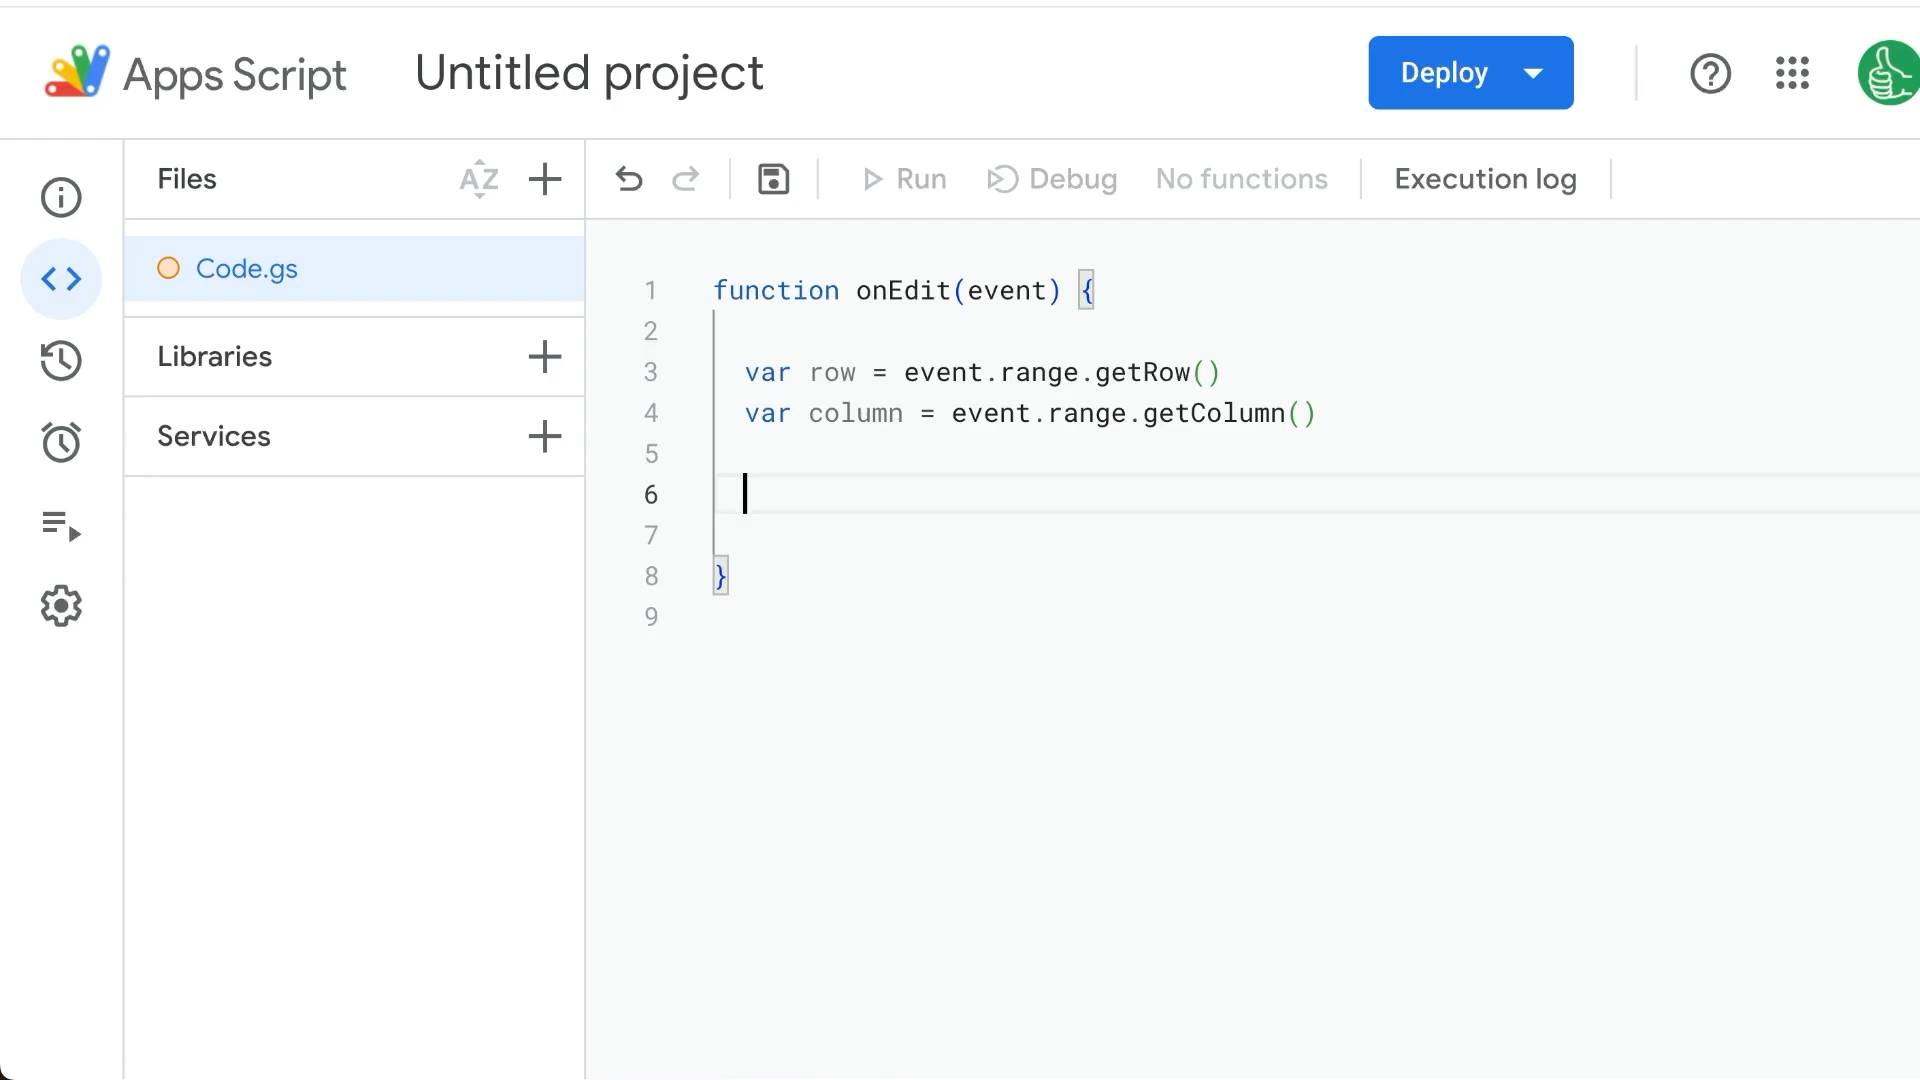 Apps Script
Untitled project
Deploy
Files
AZ
Run
Debug
No functions
Execution log
Code.gs
Libraries
Services
1 function onEdit(event) {
2
3 var row = event.range.getRow()
4 var column = event.range.getColumn()
5
6
7
8 }
9